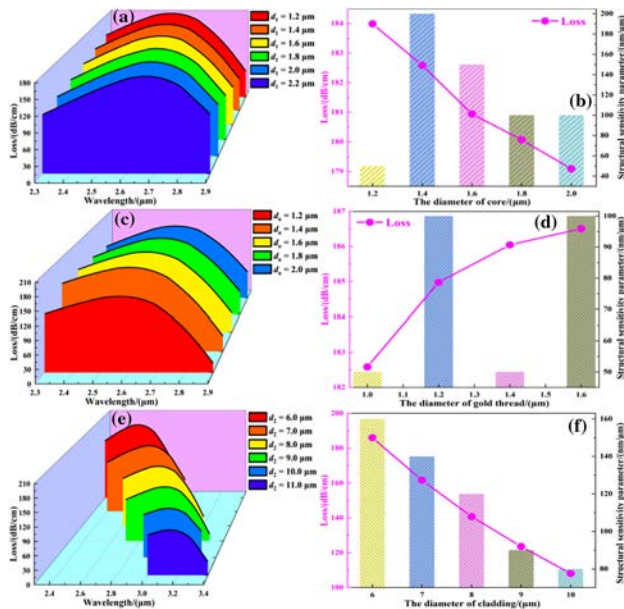 (a)
d₁ = 1.2 μm
d₁ = 1.4 μm
d₁ = 1.6 μm
d₁ = 1.8 μm
d₁ = 2.0 μm
d₁ = 2.2 μm
180
150
120
90
60
30
0
Loss/(dB/cm)
2.3 2.4 2.5 2.6 2.7 2.8 2.9
Wavelength/(μm)
184
183
182
181
180
179
Loss/(dB/cm)
Loss
(b)
200
180
160
140
120
100
80
60
40
Structural sensitivity parameter/(nm/μm)
1.2 1.4 1.6 1.8 2.0
The diameter of core/(μm)
(c)
= 1.2 μm
= 1.4 μm
= 1.6 μm
= 1.8 μm
= 2.0 μm
210
180
150
120
90
60
30
0
Loss/(dB/cm)
2.3 2.4 2.5 2.6 2.7 2.8 2.9
Wavelength/(μm)
187
186
185
184
183
182
Loss/(dB/cm)
Loss
(d)
100
90
80
70
60
50
Structural sensitivity parameter/(nm/μm)
1.0 1.1 1.2 1.3 1.4 1.5 1.6
The diameter of gold thread/(μm)
(e)
d₂ = 6.0 μm
d₂ = 7.0 μm
d₂ = 8.0 μm
d₂ = 9.0 μm
d₂ = 10.0 μm
d₂ = 11.0 μm
210
180
150
120
90
60
30
0
Loss/(dB/cm)
2.4 2.6 2.8 3.0 3.2 3.4
Wavelength/(μm)
200
180
160
140
120
100
Loss/(dB/cm)
Loss
(f)
160
140
120
100
80
Structural sensitivity parameter/(nm/μm)
6 7 8 9 10
The diameter of cladding/(μm)